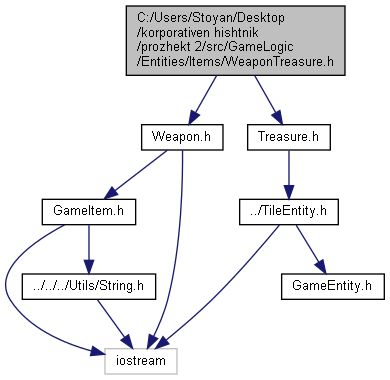 C:/Users/Stoyan/Desktop
/korporativen hishtnik
/prozhekt 2/src/GameLogic
/Entities/Items/WeaponTreasure.h
Weapon.h
Treasure.h
GameItem.h
../TileEntity.h
../../../Utils/String.h
GameEntity.h
iostream